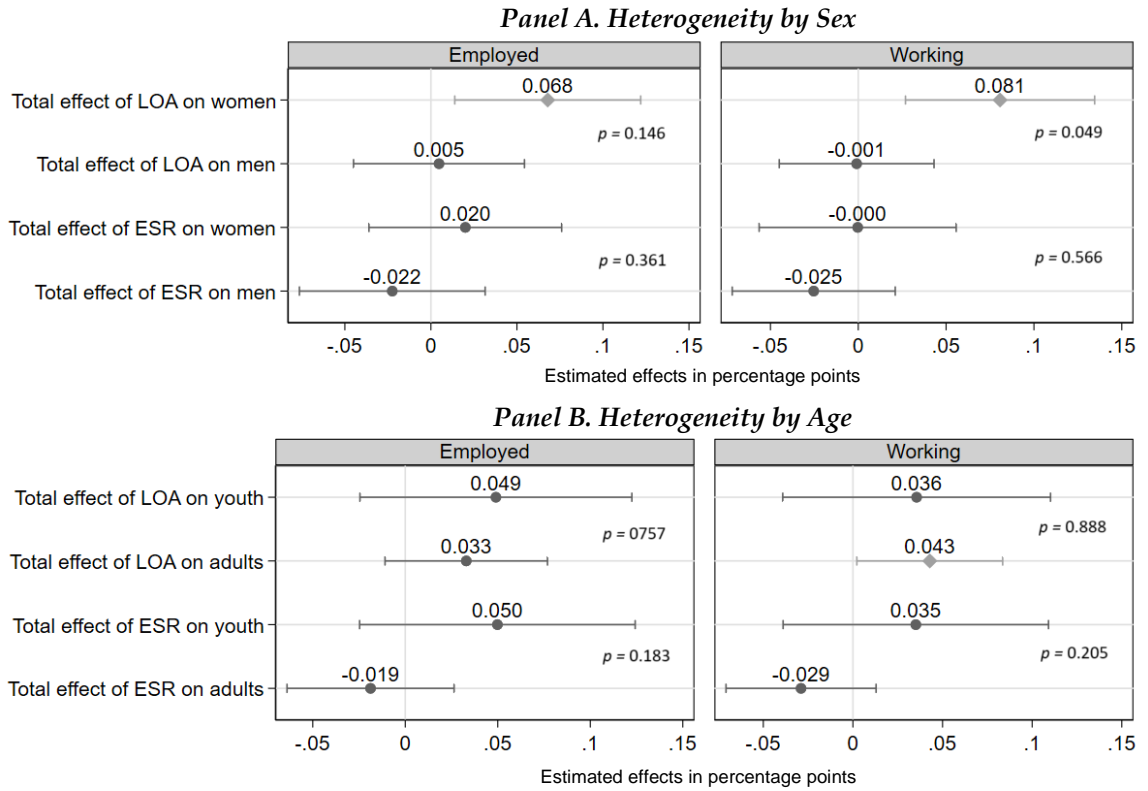 Panel A. Heterogeneity by Sex
Employed Working
Total effect of LOA on women 0.068 0.081
p = 0.146 p = 0.049
Total effect of LOA on men 0.005 -0.001
Total effect of ESR on women 0.020 -0.000
p = 0.361 p = 0.566
Total effect of ESR on men -0.022 -0.025
-.05 0 .05 .1 .15 -.05 0 .05 .1 .15
Estimated effects in percentage points
Panel B. Heterogeneity by Age
Employed Working
Total effect of LOA on youth 0.049 0.036
p = 0757 p = 0.888
Total effect of LOA on adults 0.033 0.043
Total effect of ESR on youth 0.050 0.035
p = 0.183 p = 0.205
Total effect of ESR on adults -0.019 -0.029
-.05 0 .05 .1 .15 -.05 0 .05 .1 .15
Estimated effects in percentage points